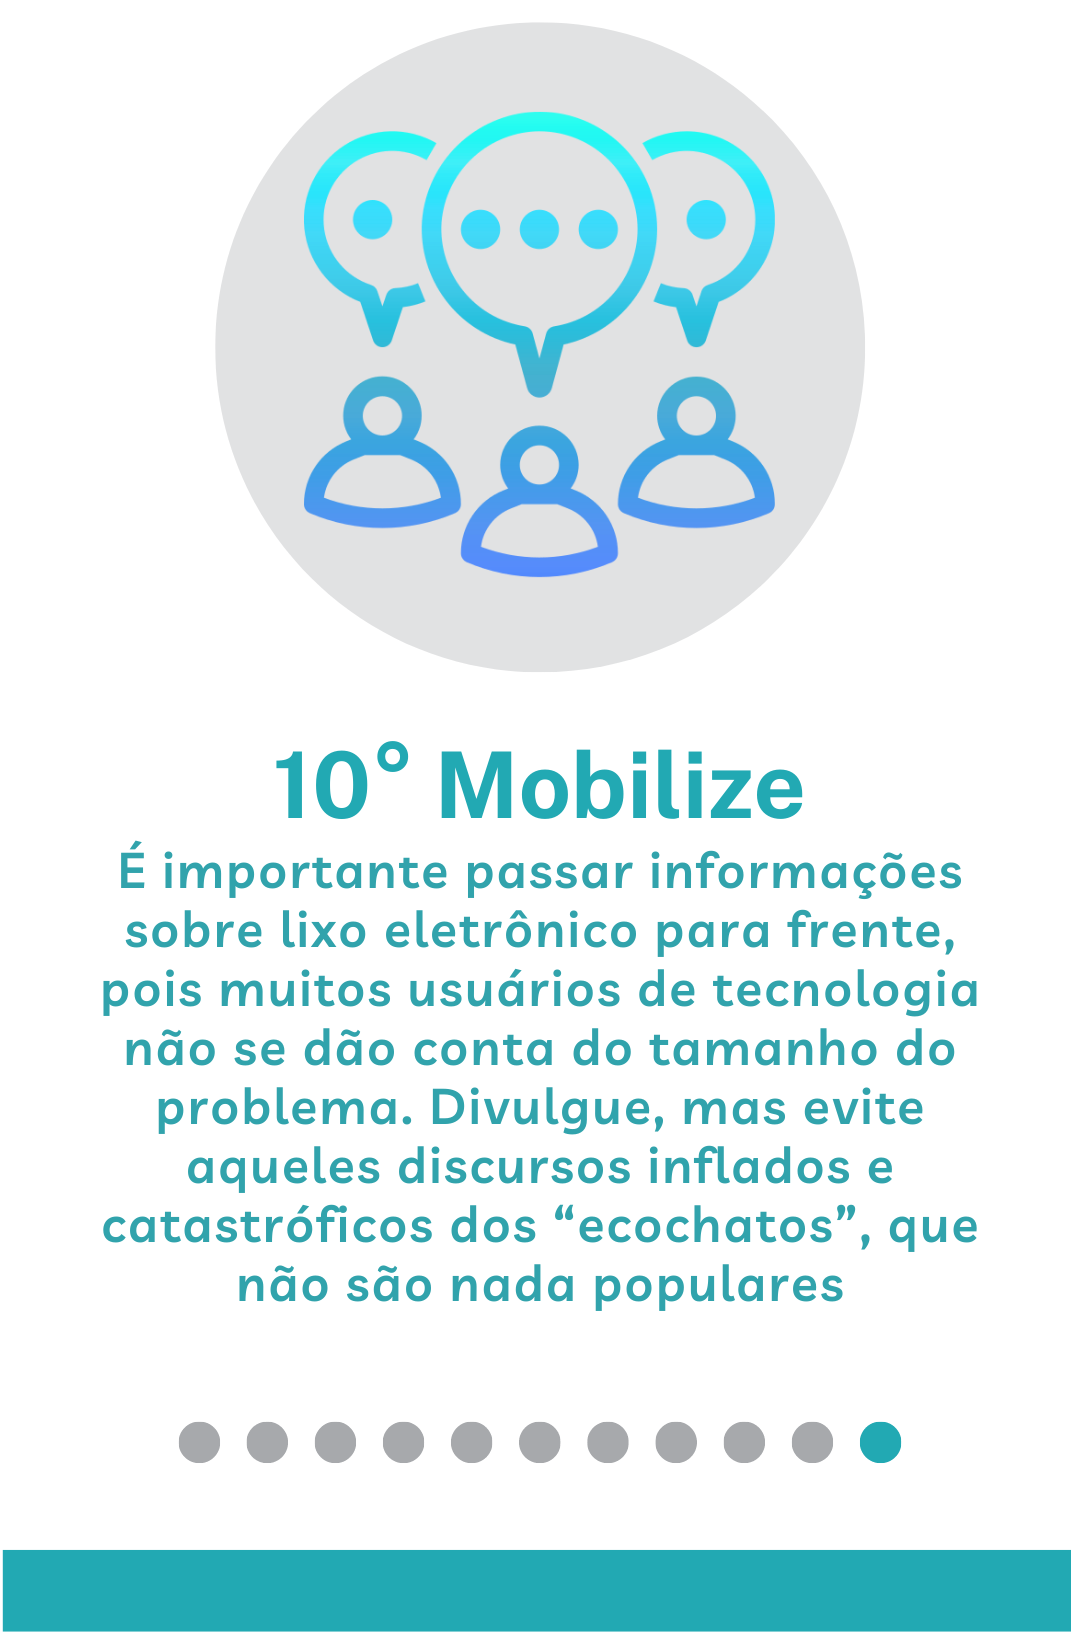 10° Mobilize
É importante passar informações
sobre lixo eletrônico para frente,
pois muitos usuários de tecnologia
não se dão conta do tamanho do
problema. Divulgue, mas evite
aqueles discursos inflados e
catastróficos dos “ecochatos”, que
não são nada populares